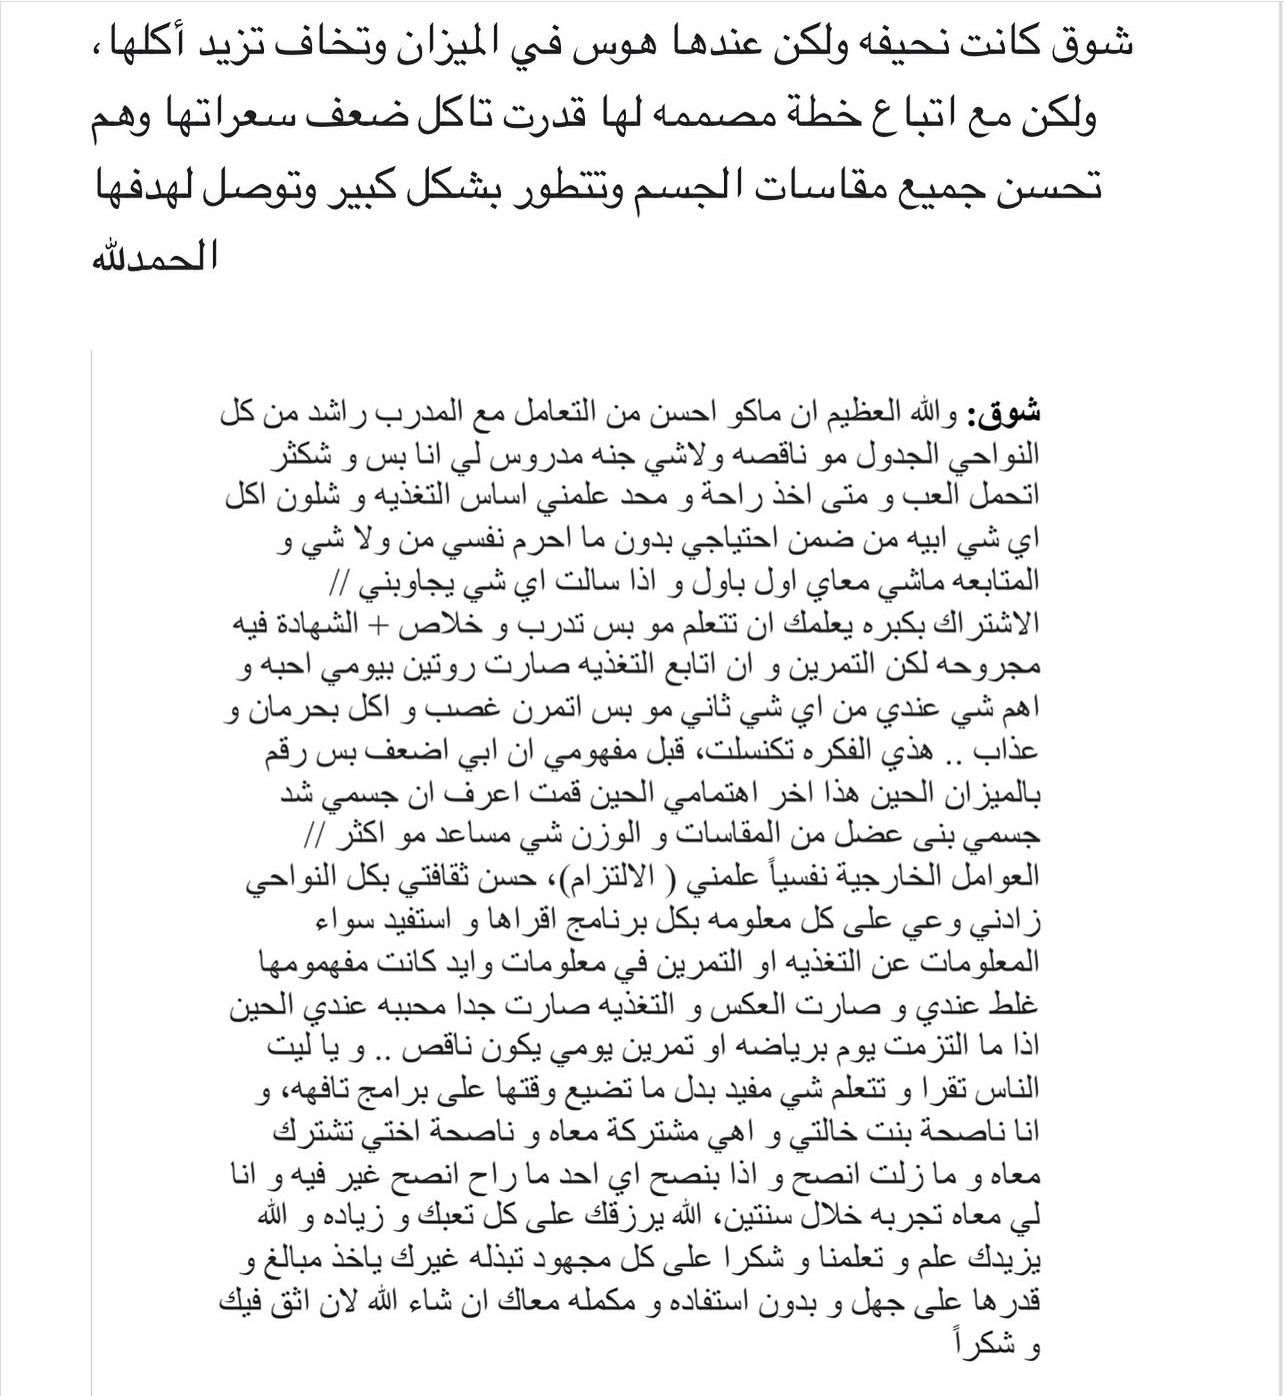 شوق كانت نحيفه ولكن عندها هوس في الميزان وتخاف تزيد أكلها،
ولكن مع اتباع خطة مصممه لها قدرت تاكل ضعف سعراتها وهم
تحسن جميع مقاسات الجسم وتتطور بشكل كبير وتوصل لهدفها
الحمدلله
شوق: والله العظيم ان ماكو احسن من التعامل مع المدرب راشد من كل
النواحي الجدول مو ناقصه ولاشي جنه مدروس لي انا بس و شكثر
اتحمل العب و متى اخذ راحة و محد علمني اساس التغذيه و شلون اكل
اي شي ابيه من ضمن احتياجي بدون ما احرم نفسي من ولا شي و
المتابعه ماشي معاي اول باول و اذا سالت اي شي يجاوبني //
الاشتراك بكبره يعلمك ان تتعلم مو بس تدرب و خلاص + الشهادة فيه
مجروحه لكن التمرين و ان اتابع التغذيه صارت روتين بيومي احبه و
اهم شي عندي من اي شي ثاني مو بس اتمرن غصب و اكل بحرمان و
عذاب .. هذي الفكره تكنسلت، قبل مفهومي ان ابي اضعف بس رقم
بالميزان الحين هذا اخر اهتمامي الحين قمت اعرف ان جسمي شد
جسمي بنى عضل من المقاسات و الوزن شي مساعد مو اكثر //
العوامل الخارجية نفسياً علمني ( الالتزام)، حسن ثقافتي بكل النواحي
زادني وعي على كل معلومه بكل برنامج اقراها و استفيد سواء
المعلومات عن التغذيه او التمرين في معلومات وايد كانت مفهمومها
غلط عندي و صارت العكس و التغذيه صارت جدا محببه عندي الحين
اذا ما التزمت يوم برياضه او تمرين يومي يكون ناقص .. و يا ليت
الناس تقرا و تتعلم شي مفيد بدل ما تضيع وقتها على برامج تافهه، و
انا ناصحة بنت خالتي و اهي مشتركة معاه و ناصحة اختي تشترك
معاه و ما زلت انصح و اذا بنصح اي احد ما راح انصح غير فيه و انا
لي معاه تجربه خلال سنتين، الله يرزقك على كل تعبك و زياده و الله
يزيدك علم و تعلمنا و شكرا على كل مجهود تبذله غيرك ياخذ مبالغ و
قدرها على جهل و بدون استفاده و مكمله معاك ان شاء الله لان اثق فيك
و شكراً